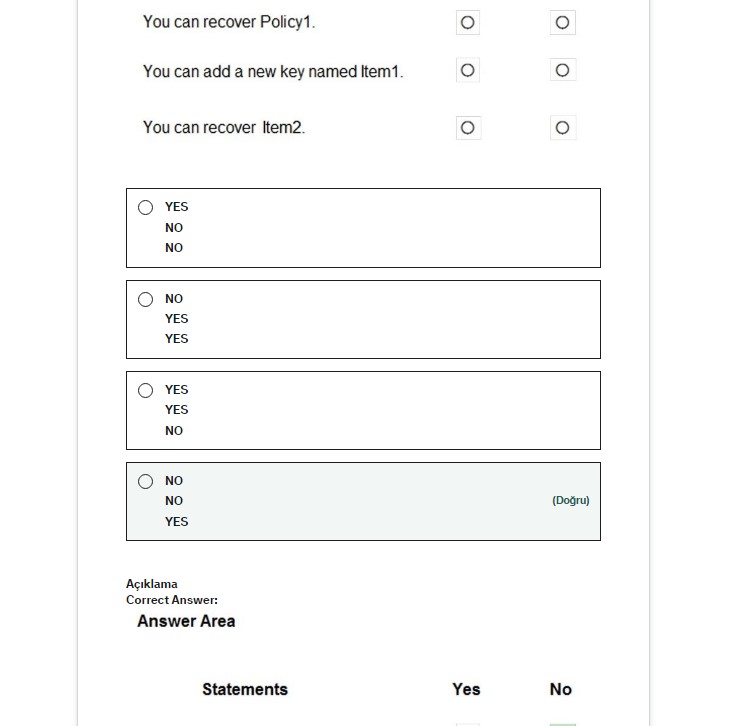 You can recover Policy1.
You can add a new key named Item1.
You can recover Item2.
YES
NO
NO
NO
YES
YES
YES
YES
NO
NO
NO
(Doğru)
YES
Açıklama
Correct Answer:
Answer Area
Statements Yes No